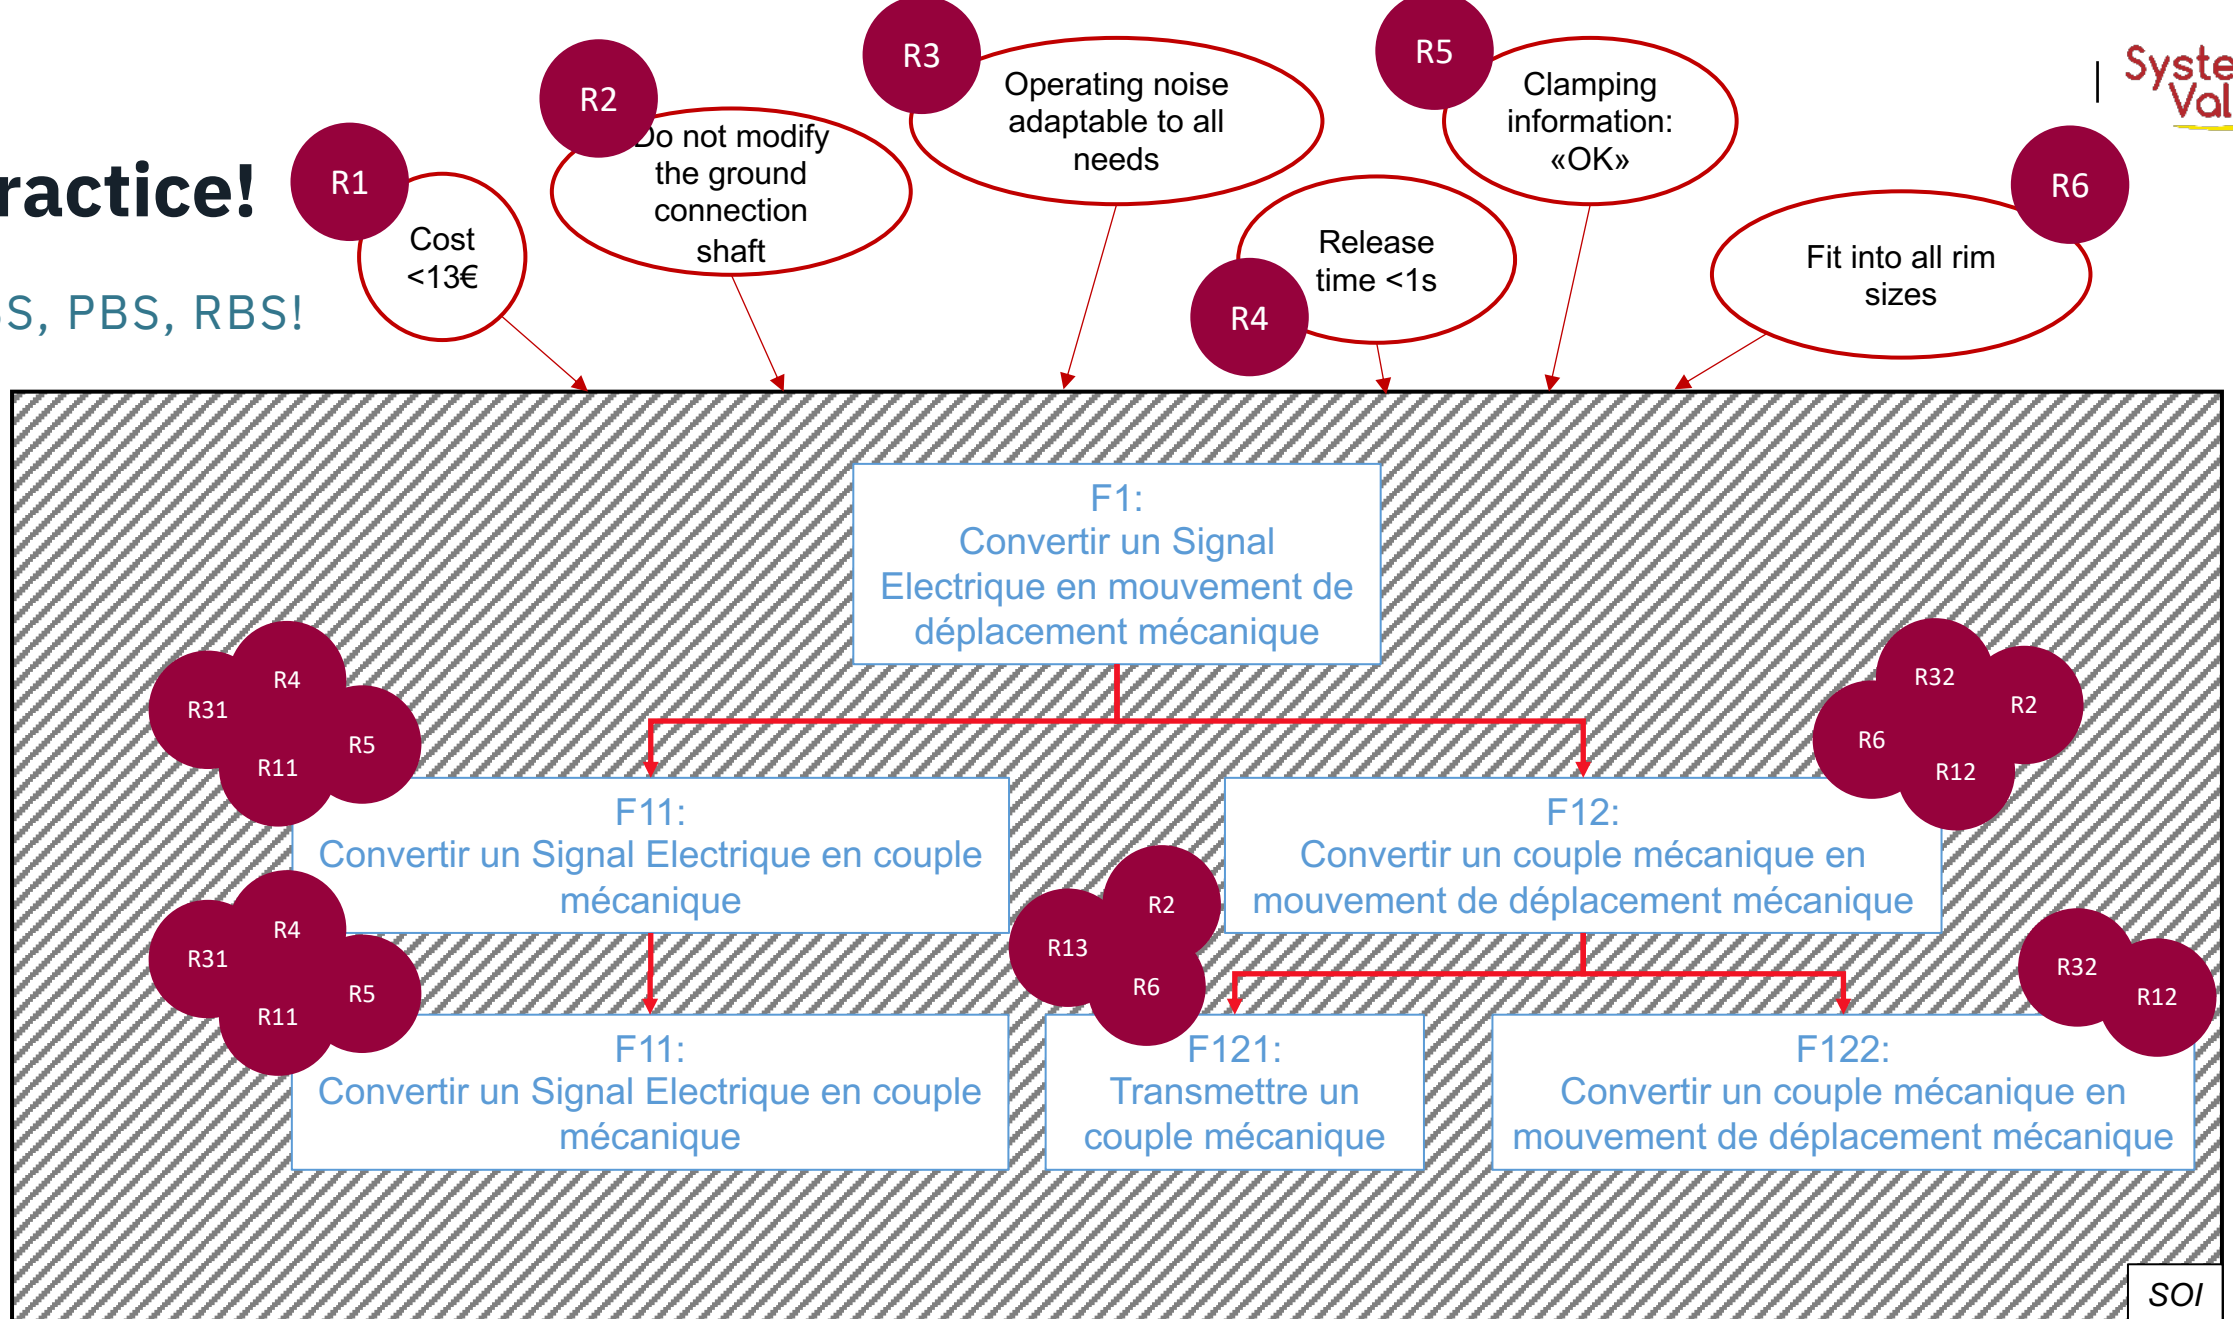 R1
Cost
<13€
R2
Do not modify
the ground
connection
shaft
R3
Operating noise
adaptable to all
needs
R4
Release
time <1s
R5
Clamping
information:
«OK»
R6
Fit into all rim
sizes
ractice!
S, PBS, RBS!
Syste
Val
F1:
Convertir un Signal
Electrique en mouvement de
déplacement mécanique
R31
R4
R5
R11
F11:
Convertir un Signal Electrique en couple
mécanique
R32
R2
R6
R12
F12:
Convertir un couple mécanique en
mouvement de déplacement mécanique
R31
R4
R5
R11
F11:
Convertir un Signal Electrique en couple
mécanique
R2
R13
R6
F121:
Transmettre un
couple mécanique
R32
R12
F122:
Convertir un couple mécanique en
mouvement de déplacement mécanique
SOI